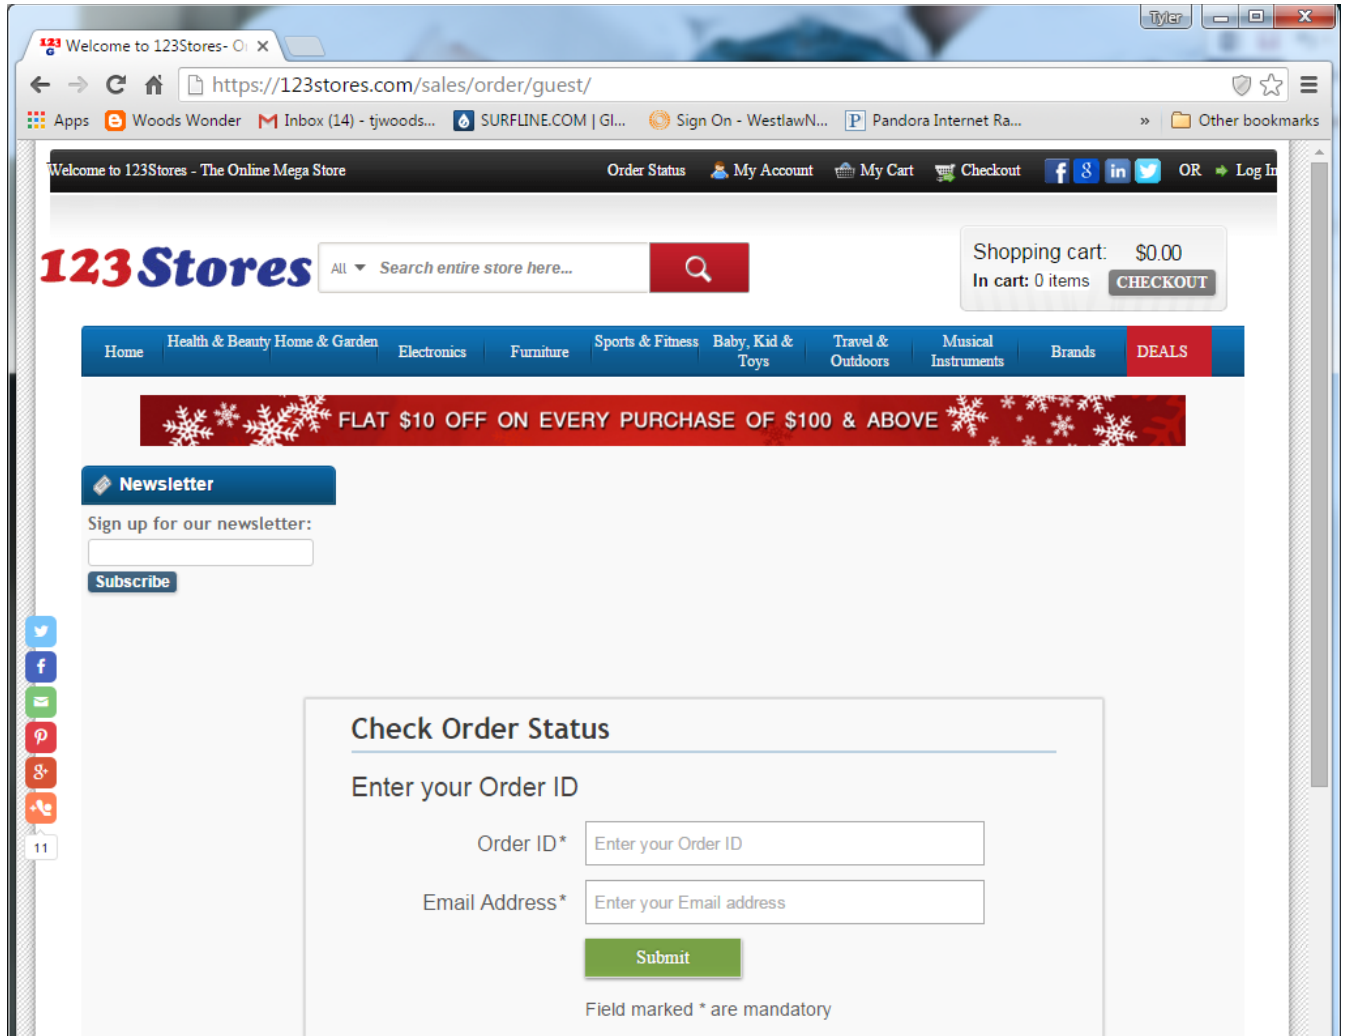 Tyler
123 Welcome to 123Stores- O
https://123stores.com/sales/order/guest/
Apps Woods Wonder Inbox (14) - tjwoods... SURFLINE.COM | Gl... Sign On - WestlawN... Pandora Internet Ra... » Other bookmarks
Welcome to 123Stores - The Online Mega Store Order Status My Account My Cart Checkout OR Log In
123Stores All Search entire store here...
Shopping cart: $0.00
In cart: 0 items CHECKOUT
Home Health & Beauty Home & Garden Electronics Furniture Sports & Fitness Baby, Kid & Toys Travel & Outdoors Musical Instruments Brands DEALS
FLAT $10 OFF ON EVERY PURCHASE OF $100 & ABOVE
Newsletter
Sign up for our newsletter:
Subscribe
11
Check Order Status
Enter your Order ID
Order ID* Enter your Order ID
Email Address* Enter your Email address
Submit
Field marked * are mandatory